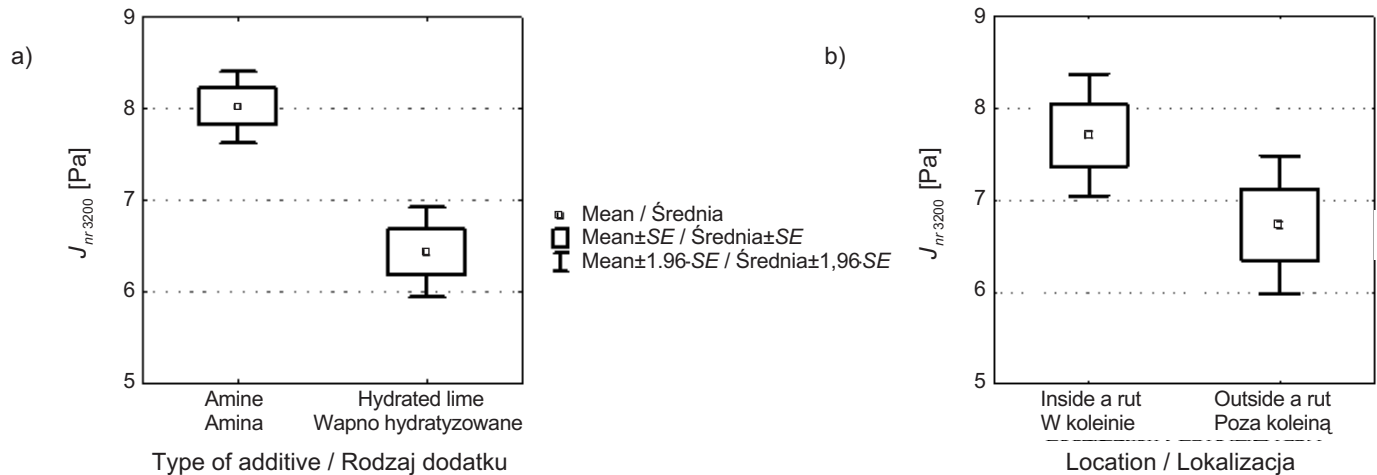 a)
9
8
7
6
5
J nr 3200 [Pa]
Amine
Amina
Hydrated lime
Wapno hydratyzowane
Type of additive / Rodzaj dodatku
Mean / Średnia
Mean±SE / Średnia±SE
Mean±1.96·SE / Średnia±1,96·SE
b)
9
8
7
6
5
J nr 3200 [Pa]
Inside a rut
W koleinie
Outside a rut
Poza koleiną
Location / Lokalizacja